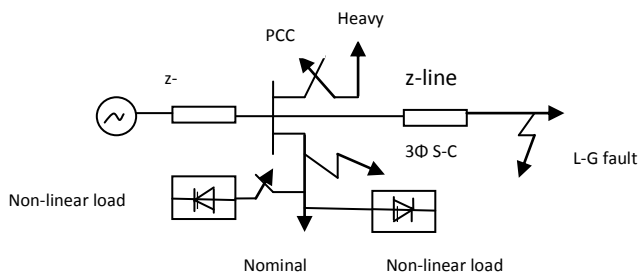 Heavy
PCC
z-line
z-
3Φ S-C
L-G fault
Non-linear load
Nominal
Non-linear load